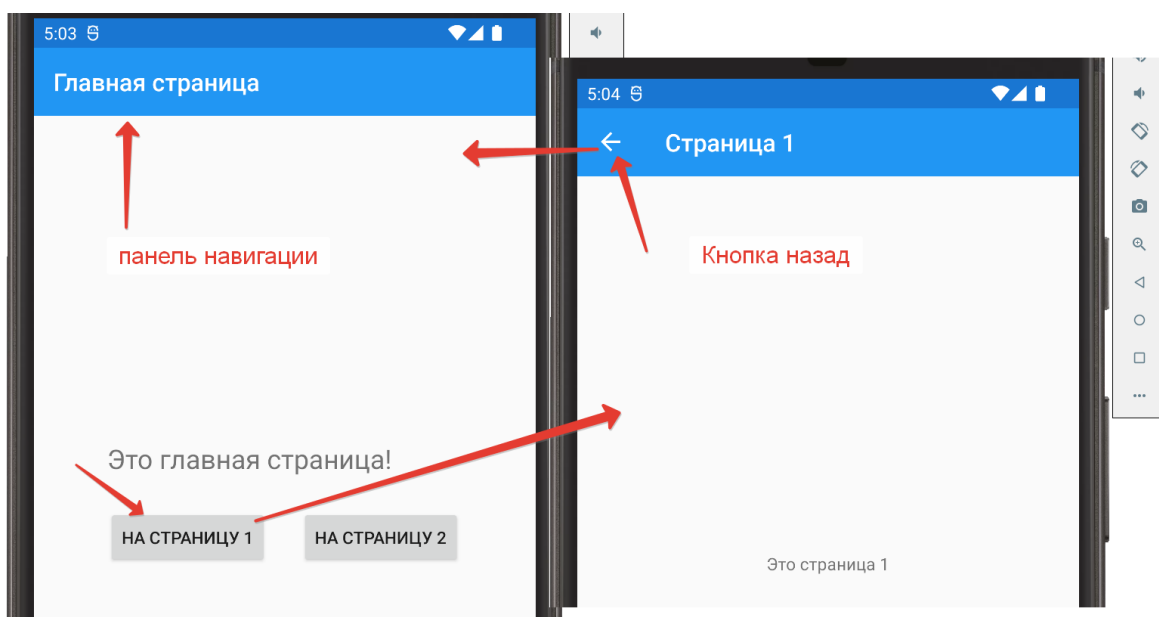 5:03
Главная страница
панель навигации
Это главная страница!
НА СТРАНИЦУ 1
НА СТРАНИЦУ 2
5:04
Страница 1
Кнопка назад
Это страница 1